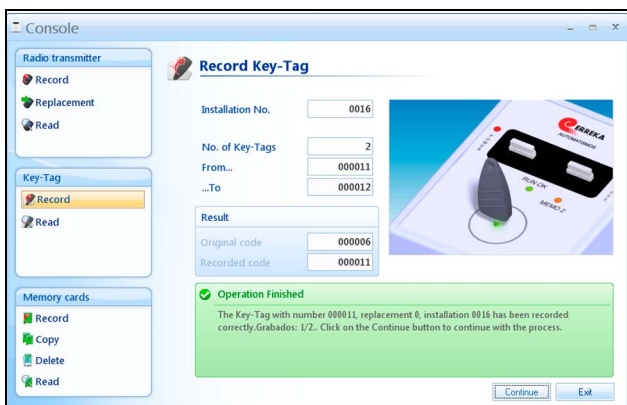 Console
Radio transmitter
Record
Replacement
Read
Key-Tag
Record
Read
Memory cards
Record
Copy
Delete
Read
Record Key-Tag
Installation No. 0016
No. of Key-Tags 2
From... 000011
...To 000012
Result
Original code 000006
Recorded code 000011
ERREKA
AUTOMATISMOS
RUN OK
MEMO 2
Operation Finished
The Key-Tag with number 000011, replacement 0, installation 0016 has been recorded
correctly.Grabados: 1/2.. Click on the Continue button to continue with the process.
Continue Exit